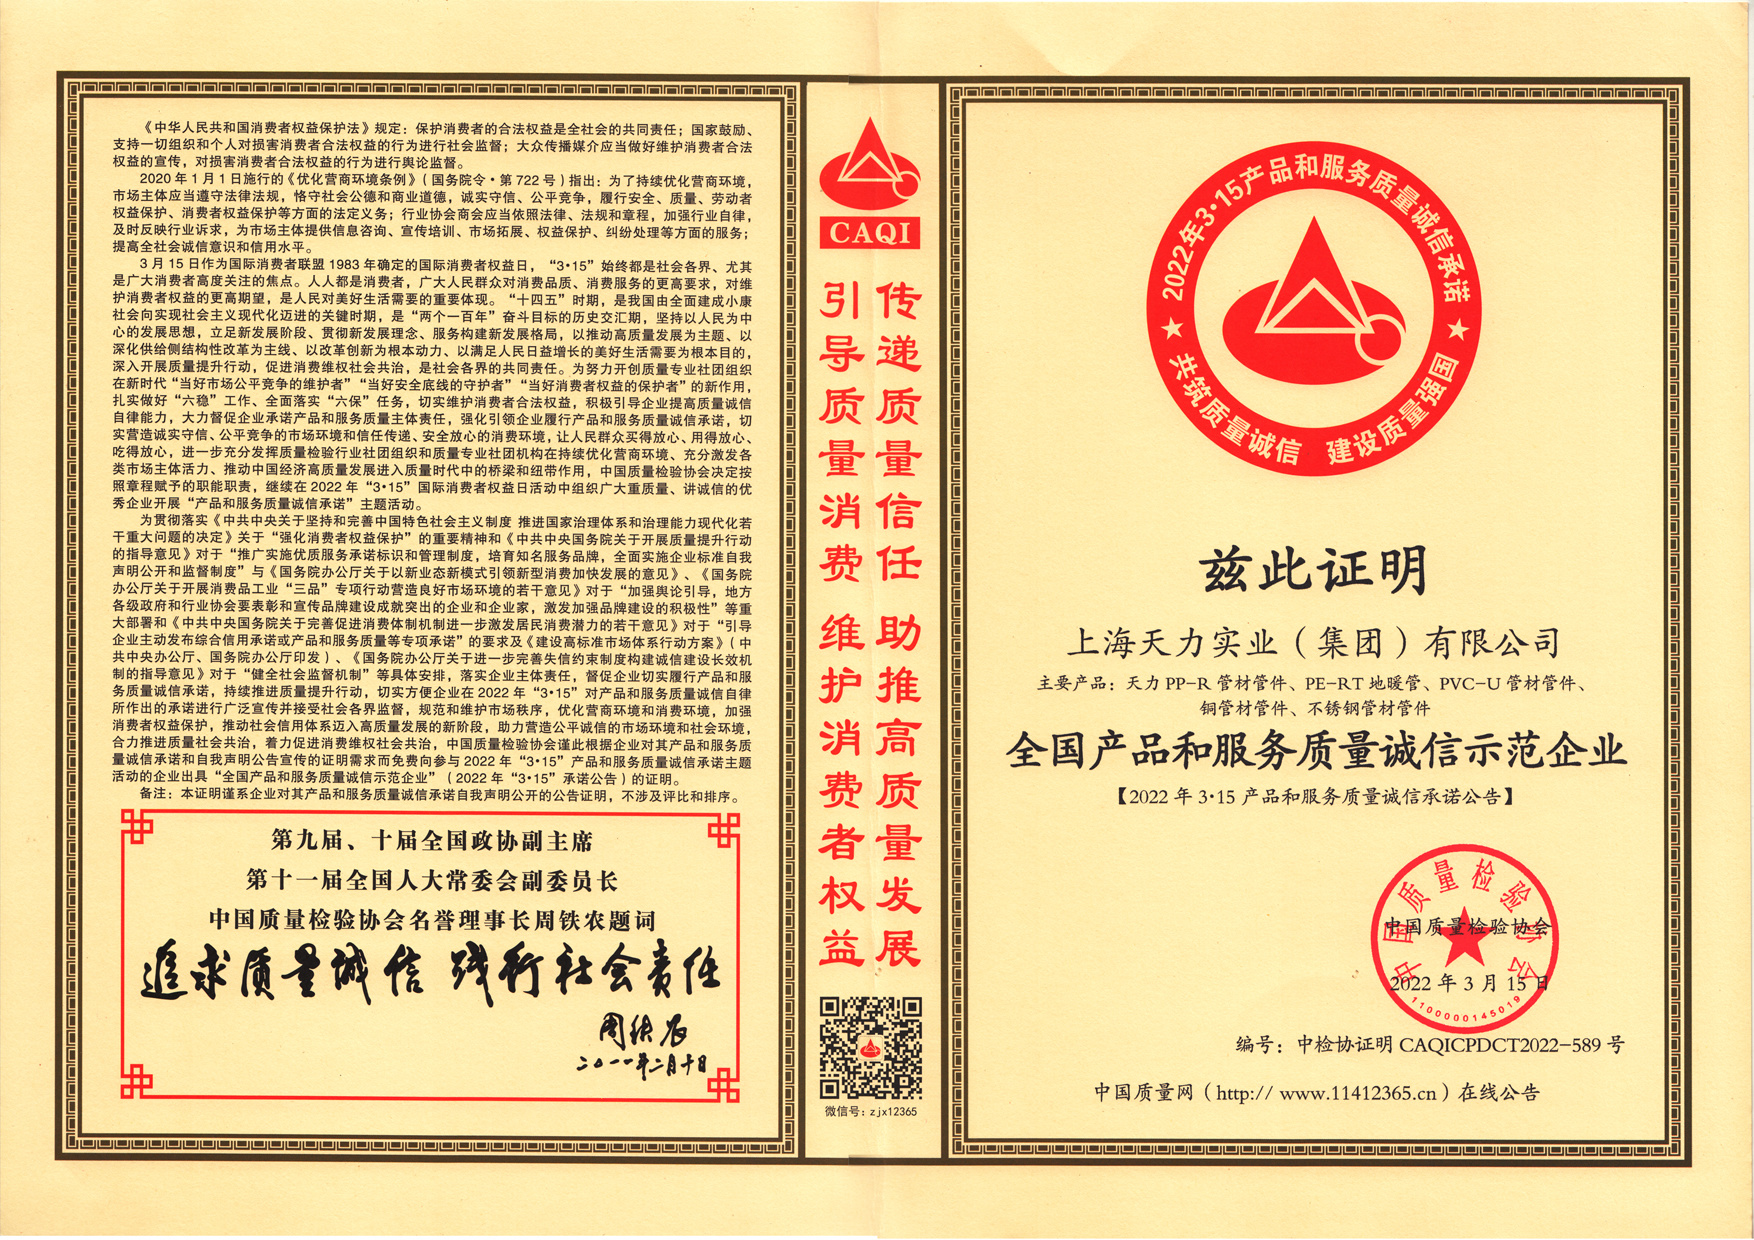 《中华人民共和国消费者权益保护法》规定：保护消费者的合法权益是全社会的共同责任；国家鼓励、
支持一切组织和个人对损害消费者合法权益的行为进行社会监督；大众传播媒介应当做好维护消费者合法
权益的宣传，对损害消费者合法权益的行为进行舆论监督。
2020年1月1日施行的《优化营商环境条例》（国务院令·第722号）指出：为了持续优化营商环境，
市场主体应当遵守法律法规，恪守社会公德和商业道德，诚实守信、公平竞争，履行安全、质量、劳动者
权益保护、消费者权益保护等方面的法定义务；行业协会商会应当依照法律、法规和章程，加强行业自律，
及时反映行业诉求，为市场主体提供信息咨询、宣传培训、市场拓展、权益保护、纠纷处理等方面的服务；
提高全社会诚信意识和信用水平。
3月15日作为国际消费者联盟1983年确定的国际消费者权益日，“3·15”始终都是社会各界、尤其
是广大消费者高度关注的焦点。人人都是消费者，广大人民群众对消费品质、消费服务的更高要求，对维
护消费者权益的更高期望，是人民对美好生活需要的重要体现。“十四五”时期，是我国由全面建成小康
社会向实现社会主义现代化迈进的关键时期，是“两个一百年”奋斗目标的历史交汇期，坚持以人民为中
心的发展思想，立足新发展阶段、贯彻新发展理念、服务构建新发展格局，以推动高质量发展为主题、以
深化供给侧结构性改革为主线、以改革创新为根本动力、以满足人民日益增长的美好生活需要为根本目的，
深入开展质量提升行动，促进消费维权社会共治，是社会各界的共同责任。为努力开创质量专业社团组织
在新时代“当好市场公平竞争的维护者”“当好安全底线的守护者”“当好消费者权益的保护者”的新作用，
扎实做好“六稳”工作、全面落实“六保”任务，切实维护消费者合法权益，积极引导企业提高质量诚信
自律能力，大力督促企业承诺产品和服务质量主体责任，强化引领企业履行产品和服务质量诚信承诺，切
实营造诚实守信、公平竞争的市场环境和信任传递、安全放心的消费环境，让人民群众买得放心、用得放心、
吃得放心，进一步充分发挥质量检验行业社团组织和质量专业社团机构在持续优化营商环境、充分激发各
类市场主体活力、推动中国经济高质量发展进入质量时代中的桥梁和纽带作用，中国质量检验协会决定按
照章程赋予的职能职责，继续在2022年“3·15”国际消费者权益日活动中组织广大重质量、讲诚信的优
秀企业开展“产品和服务质量诚信承诺”主题活动。
为贯彻落实《中共中央关于坚持和完善中国特色社会主义制度 推进国家治理体系和治理能力现代化若
干重大问题的决定》关于“强化消费者权益保护”的重要精神和《中共中央国务院关于开展质量提升行动
的指导意见》对于“推广实施优质服务承诺标识和管理制度，培育知名服务品牌，全面实施企业标准自我
声明公开和监督制度”与《国务院办公厅关于以新业态新模式引领新型消费加快发展的意见》、《国务院
办公厅关于开展消费品工业“三品”专项行动营造良好市场环境的若干意见》对于“加强舆论引导，地方
各级政府和行业协会要表彰和宣传品牌建设成就突出的企业和企业家，激发加强品牌建设的积极性”等重
大部署和《中共中央国务院关于完善促进消费体制机制进一步激发居民消费潜力的若干意见》对于“引导
企业主动发布综合信用承诺或产品和服务质量等专项承诺”的要求及《建设高标准市场体系行动方案》（中
共中央办公厅、国务院办公厅印发）、《国务院办公厅关于进一步完善失信约束制度构建诚信建设长效机
制的指导意见》对于“健全社会监督机制”等具体安排，落实企业主体责任，督促企业切实履行产品和服
务质量诚信承诺，持续推进质量提升行动，切实方便企业在2022年“3·15”对产品和服务质量诚信自律
所作出的承诺进行广泛宣传并接受社会各界监督，规范和维护市场秩序，优化营商环境和消费环境，加强
消费者权益保护，推动社会信用体系迈入高质量发展的新阶段，助力营造公平诚信的市场环境和社会环境，
合力推进质量社会共治，着力促进消费维权社会共治，中国质量检验协会谨此根据企业对其产品和服务质
量诚信承诺和自我声明公告宣传的证明需求而免费向参与2022年“3·15”产品和服务质量诚信承诺主题
活动的企业出具“全国产品和服务质量诚信示范企业”（2022年“3·15”承诺公告）的证明。
备注：本证明谨系企业对其产品和服务质量诚信承诺自我声明公开的公告证明，不涉及评比和排序。
第九届、十届全国政协副主席
第十一届全国人大常委会副委员长
中国质量检验协会名誉理事长周铁农题词
追求质量诚信 践行社会责任
周铁农
二〇一一年二月十日
CAQI
传递质量信任 助推高质量发展
引导质量消费 维护消费者权益
微信号：zjx12365
2022年3·15产品和服务质量诚信承诺
★ 共筑质量诚信 建设质量强国 ★
兹此证明
上海天力实业（集团）有限公司
主要产品：天力PP-R管材管件、PE-RT地暖管、PVC-U管材管件、
铜管材管件、不锈钢管材管件
全国产品和服务质量诚信示范企业
【2022年3·15产品和服务质量诚信承诺公告】
中国质量检验协会
中国质量检验协会
2022年3月15日
1100000145019
编号：中检协证明CAQICPDCT2022-589号
中国质量网（http:// www.11412365.cn）在线公告